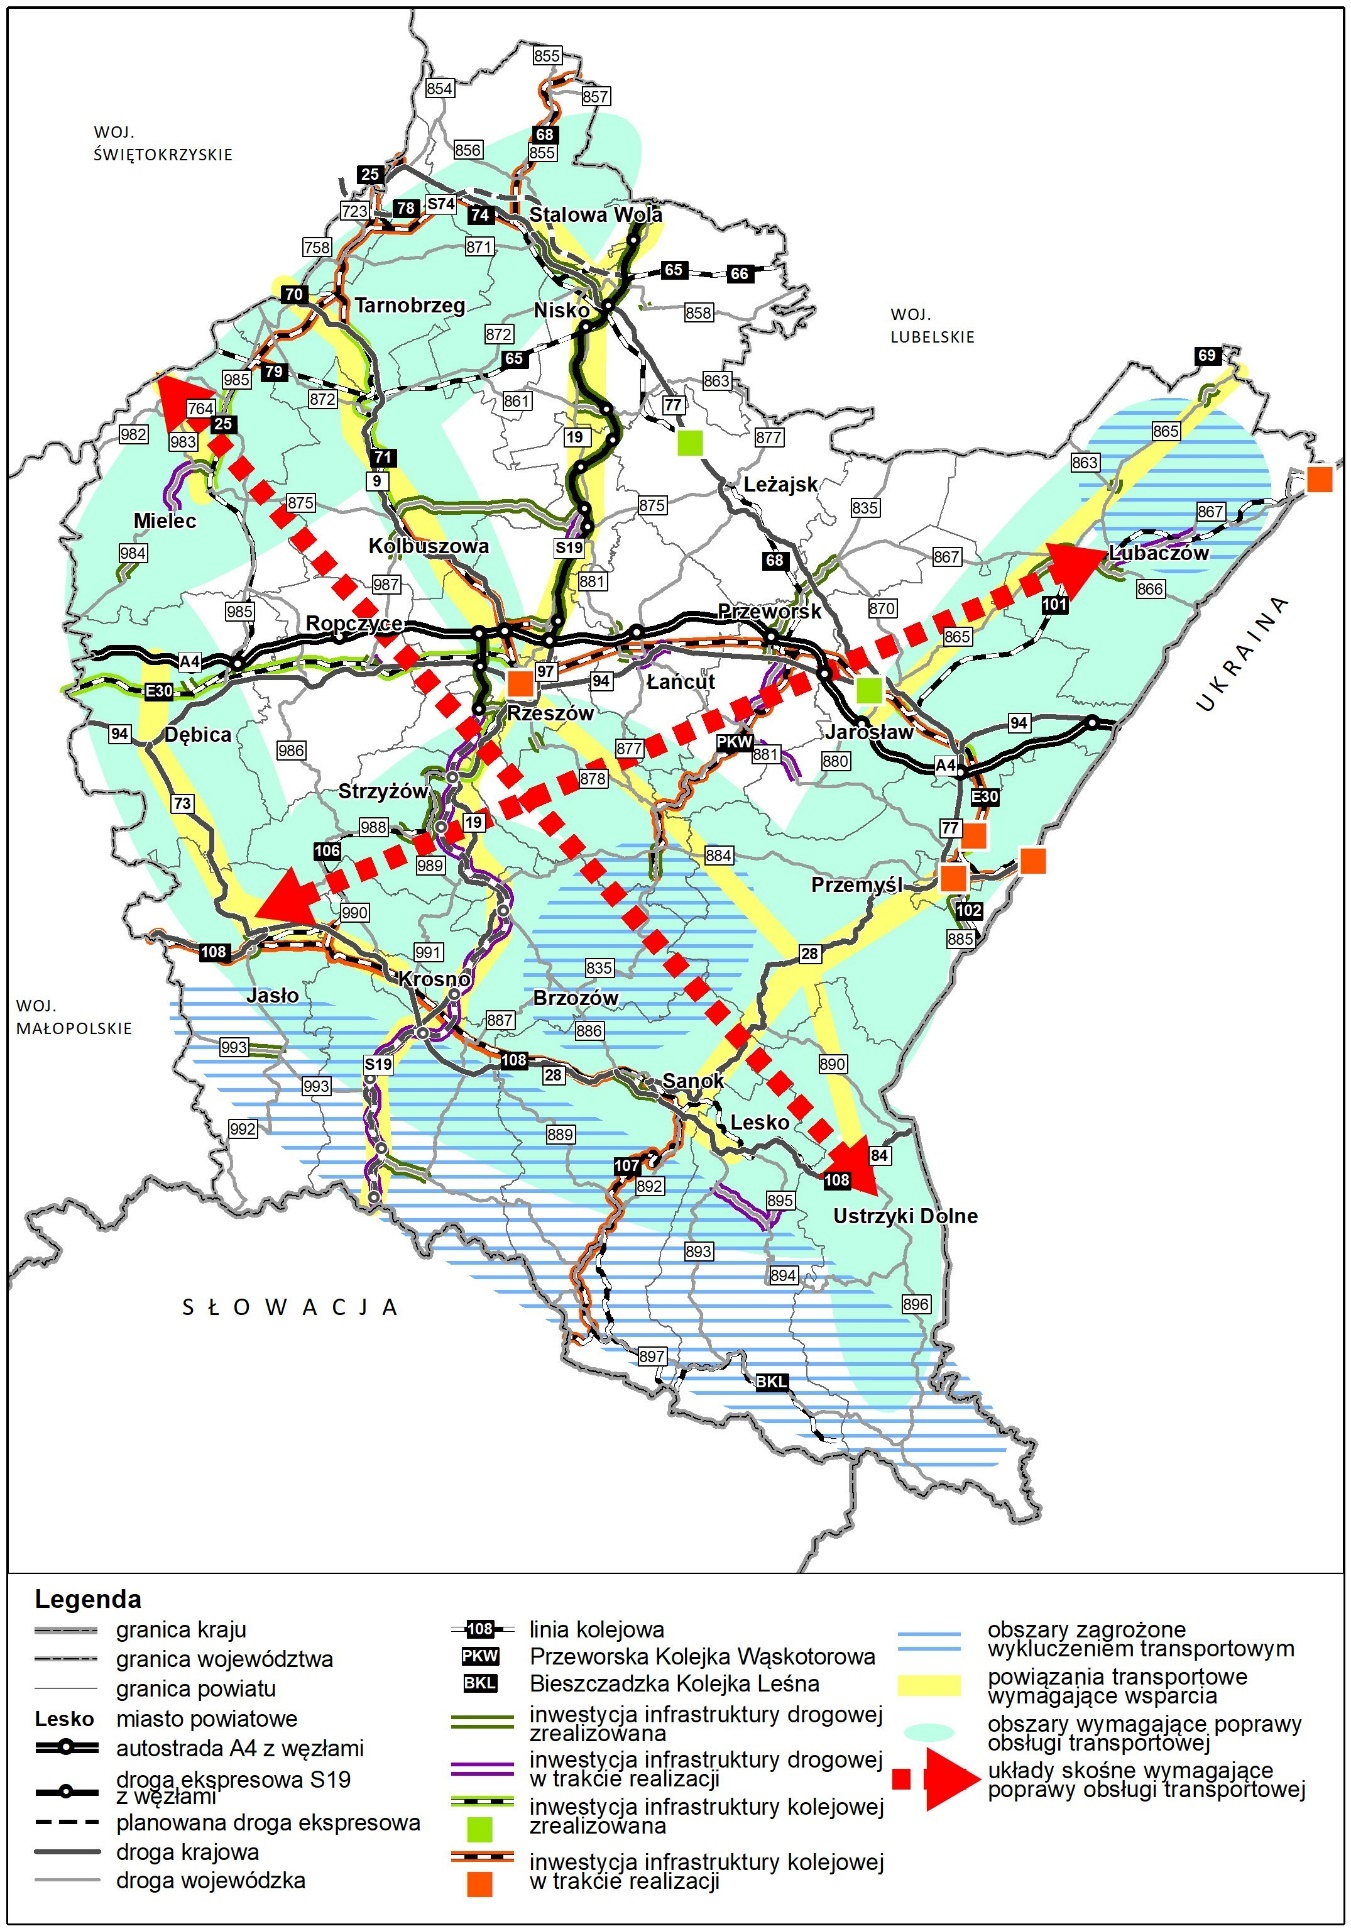 855
854
857
WOJ.
ŚWIĘTOKRZYSKIE
68
856
855
25
723
78
S74
74
Stalowa Wola
758
871
65
66
70
Tarnobrzeg
Nisko
858
WOJ.
LUBELSKIE
872
65
69
79
985
872
861
863
764
77
25
982
983
19
877
865
71
863
9
Leżajsk
875
875
835
867
Mielec
Kolbuszowa
S19
984
68
867
Lubaczów
987
881
866
985
870
101
Ropczyce
Przeworsk
865
UKRAINA
A4
97
94
Łańcut
E30
Rzeszów
94
Dębica
94
PKW
Jarosław
986
877
881
880
A4
878
Strzyżów
E30
73
988
19
77
106
989
884
Przemyśl
990
102
885
108
991
28
Krosno
835
Jasło
Brzozów
WOJ.
MAŁOPOLSKIE
887
886
993
S19
108
28
890
993
Sanok
992
889
Lesko
84
107
892
108
895
Ustrzyki Dolne
893
894
SŁOWACJA
896
897
BKL
Legenda
granica kraju
granica województwa
granica powiatu
Lesko miasto powiatowe
autostrada A4 z węzłami
droga ekspresowa S19
z węzłami
planowana droga ekspresowa
droga krajowa
droga wojewódzka
108 linia kolejowa
PKW Przeworska Kolejka Wąskotorowa
BKL Bieszczadzka Kolejka Leśna
inwestycja infrastruktury drogowej
zrealizowana
inwestycja infrastruktury drogowej
w trakcie realizacji
inwestycja infrastruktury kolejowej
zrealizowana
inwestycja infrastruktury kolejowej
w trakcie realizacji
obszary zagrożone
wykluczeniem transportowym
powiązania transportowe
wymagające wsparcia
obszary wymagające poprawy
obsługi transportowej
układy skośne wymagające
poprawy obsługi transportowej